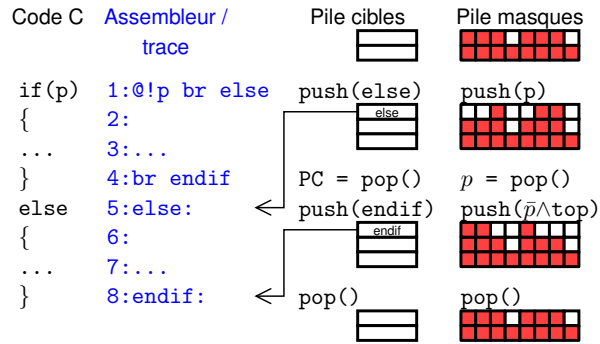 Code C Assembleur / Pile cibles Pile masques
trace
if(p) 1:@!p br else push(else) push(p)
{ 2: else
... 3:...
} 4:br endif PC = pop() p = pop()
else 5:else: push(endif) push(p̄∧top)
{ 6: endif
... 7:...
} 8:endif: pop() pop()